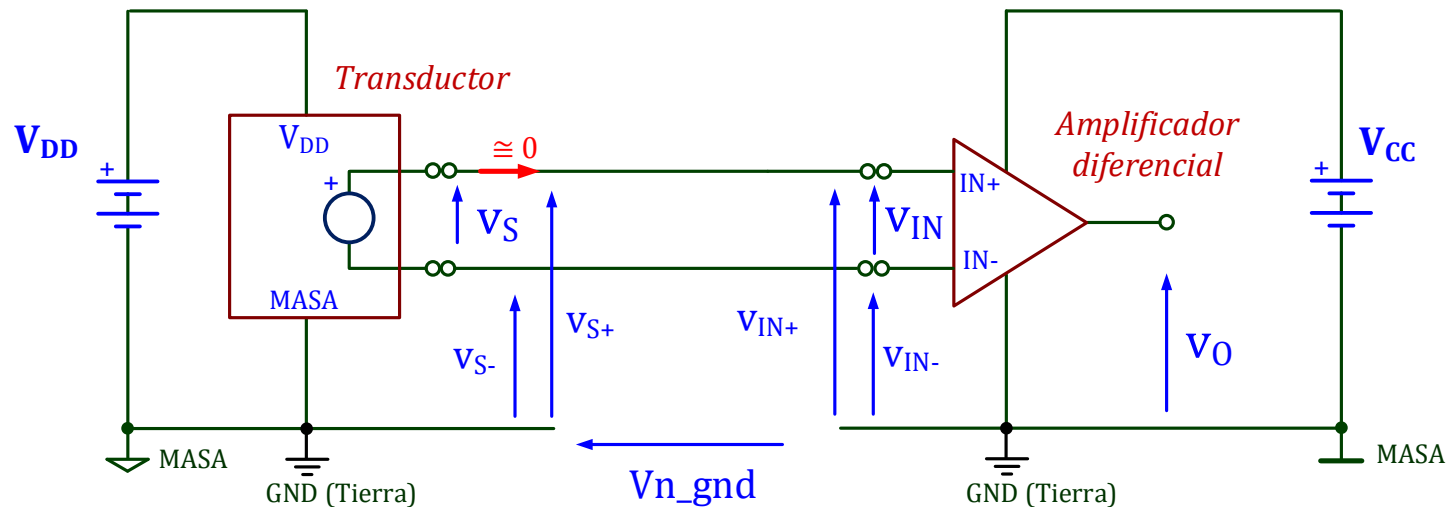 Transductor
V_DD
+
V_DD
+
MASA
≅ 0
v_S
v_S-
v_S+
v_IN+
v_IN
v_IN-
IN+
IN-
Amplificador
diferencial
v_O
V_CC
+
MASA
GND (Tierra)
Vn_gnd
GND (Tierra)
MASA